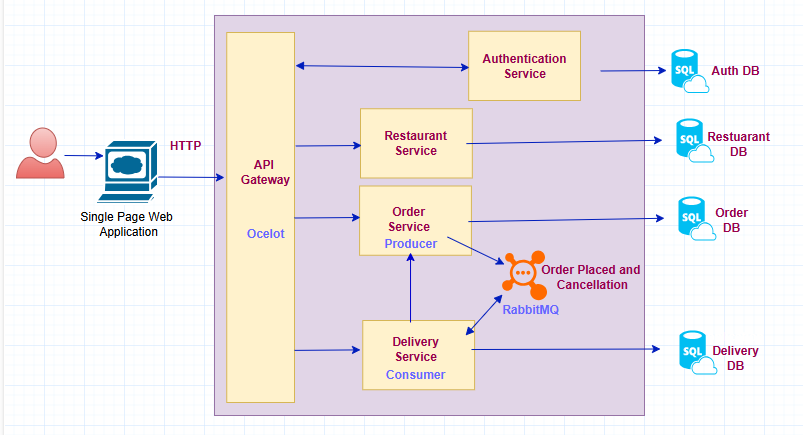 HTTP
Single Page Web
Application
API
Gateway
Ocelot
Authentication
Service
SQL
Auth DB
Restaurant
Service
SQL
Restuarant
DB
Order
Service
Producer
SQL
Order
DB
Order Placed and
Cancellation
RabbitMQ
Delivery
Service
Consumer
SQL
Delivery
DB